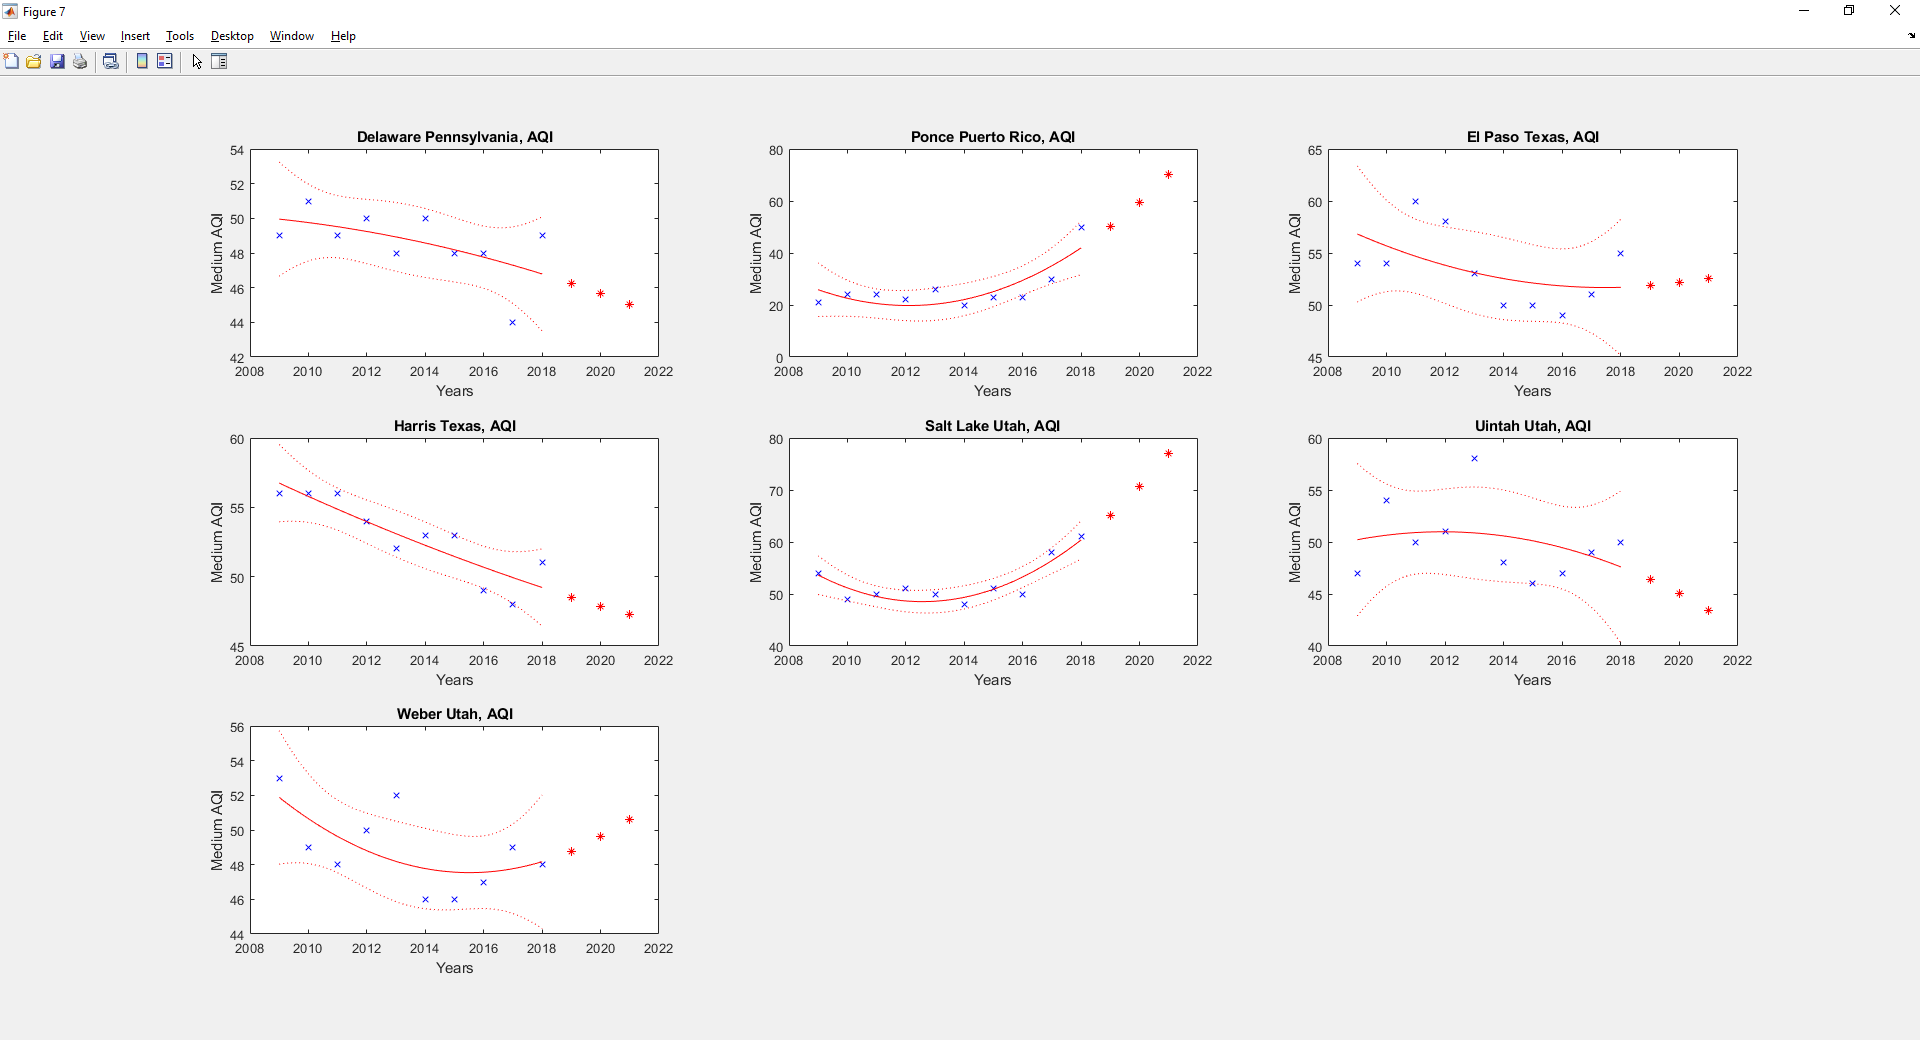 Figure 7
File Edit View Insert Tools Desktop Window Help
Delaware Pennsylvania, AQI
54
52
50
48
46
44
42
Medium AQI
2008 2010 2012 2014 2016 2018 2020 2022
Years
Ponce Puerto Rico, AQI
80
60
40
20
0
Medium AQI
2008 2010 2012 2014 2016 2018 2020 2022
Years
El Paso Texas, AQI
65
60
55
50
45
Medium AQI
2008 2010 2012 2014 2016 2018 2020 2022
Years
Harris Texas, AQI
60
55
50
45
Medium AQI
2008 2010 2012 2014 2016 2018 2020 2022
Years
Salt Lake Utah, AQI
80
70
60
50
40
Medium AQI
2008 2010 2012 2014 2016 2018 2020 2022
Years
Uintah Utah, AQI
60
55
50
45
40
Medium AQI
2008 2010 2012 2014 2016 2018 2020 2022
Years
Weber Utah, AQI
56
54
52
50
48
46
44
Medium AQI
2008 2010 2012 2014 2016 2018 2020 2022
Years